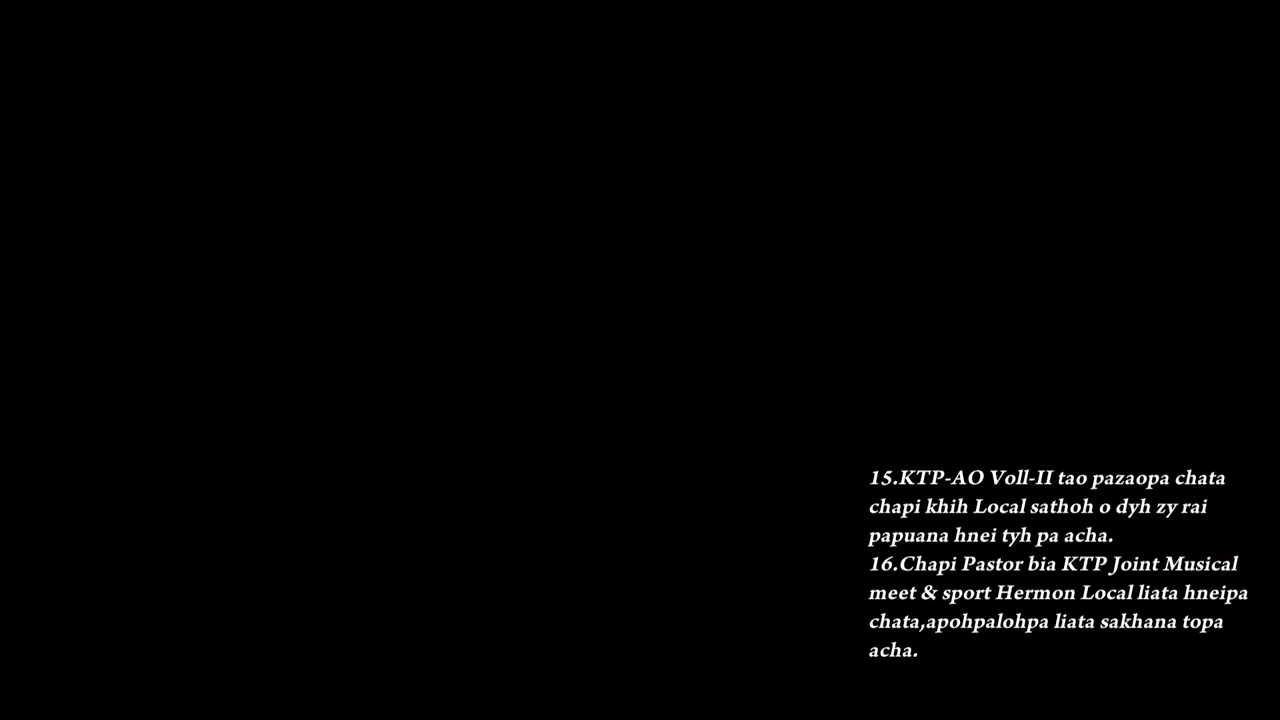 15.KTP-AO Voll-II tao pazaopa chata
chapi khih Local sathoh o dyh zy rai
papuana hnei tyh pa acha.
16.Chapi Pastor bia KTP Joint Musical
meet & sport Hermon Local liata hneipa
chata,apohpalohpa liata sakhana topa
acha.